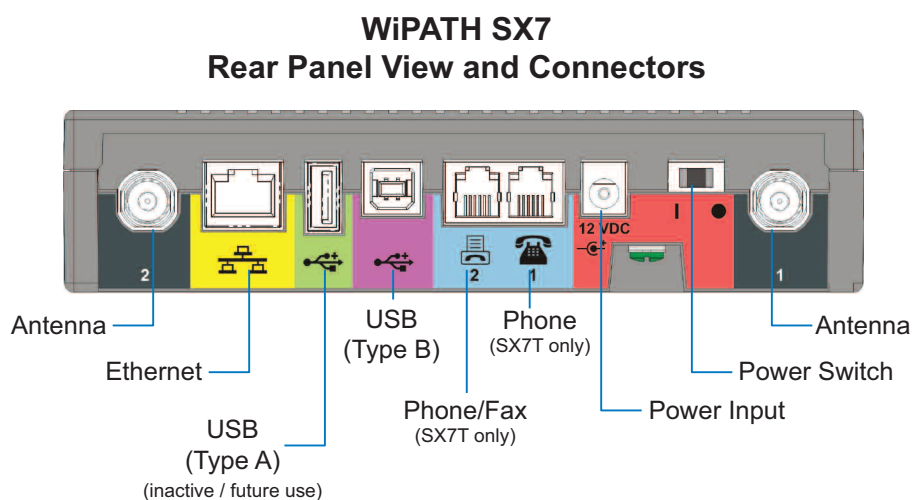 WiPATH SX7
Rear Panel View and Connectors
12 VDC
2
2
1
1
Antenna
Ethernet
USB
(Type A)
(inactive / future use)
USB
(Type B)
Phone/Fax
(SX7T only)
Phone
(SX7T only)
Power Input
Power Switch
Antenna